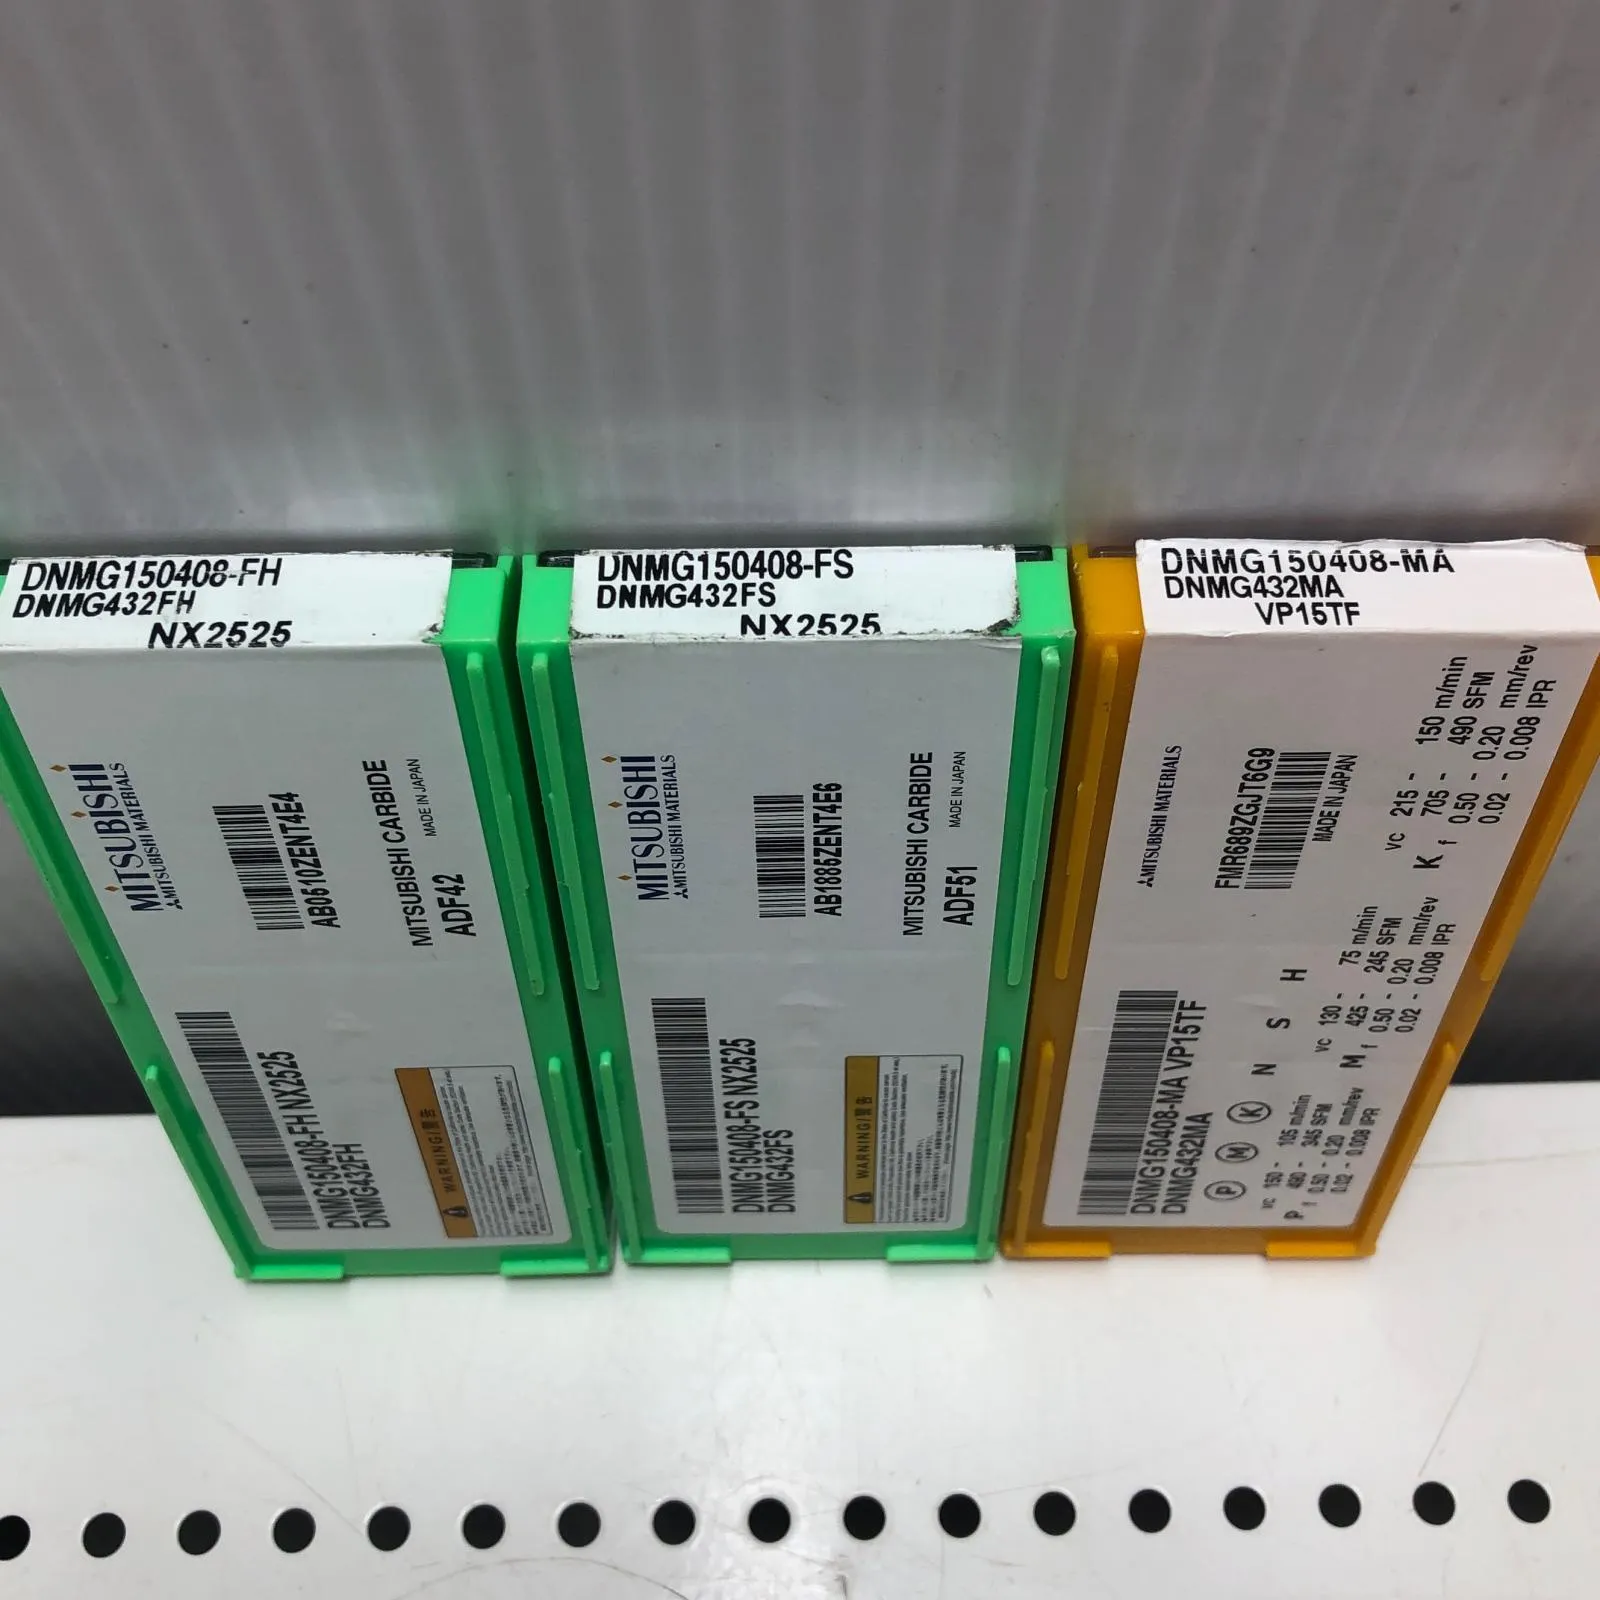 DNMG150408-FH
DNMG432FH
NX2525
MITSUBISHI
MITSUBISHI MATERIALS
AB0610ZENT4E4
MITSUBISHI CARBIDE
MADE IN JAPAN
ADF42
DNMG150408-FH NX2525
DNMG432FH
WARNING/警告
DNMG150408-FS
DNMG432FS
NX2525
MITSUBISHI
MITSUBISHI MATERIALS
AB1886ZENT4E6
MITSUBISHI CARBIDE
MADE IN JAPAN
ADF51
DNMG150408-FS NX2525
DNMG432FS
WARNING/警告
DNMG150408-MA
DNMG432MA
VP15TF
MITSUBISHI MATERIALS
FMR689ZGJT6G9
MADE IN JAPAN
DNMG150408-MA VP15TF
DNMG432MA
P M K N S H
P vc 150 - 105 m/min
490 - 345 SFM
f 0.50 - 0.20 mm/rev
0.02 - 0.008 IPR
M vc 130 - 75 m/min
425 - 245 SFM
f 0.50 - 0.20 mm/rev
0.02 - 0.008 IPR
K vc 215 - 150 m/min
705 - 490 SFM
f 0.50 - 0.20 mm/rev
0.02 - 0.008 IPR